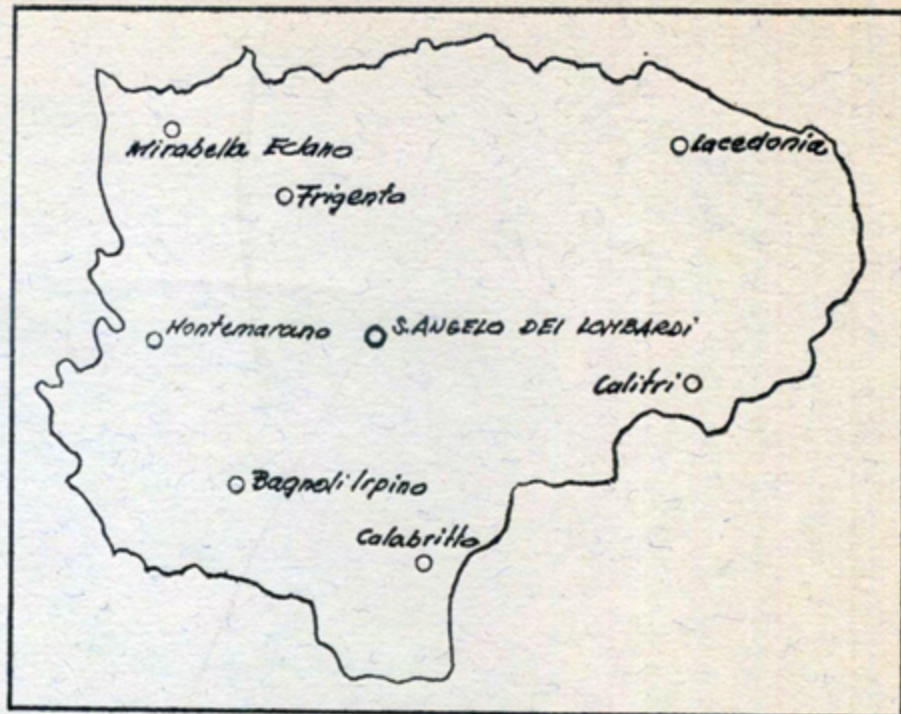 Mirabella Eclano
Lacedonia
Frigento
Montemarano
S. ANGELO DEI LOMBARDI
Calitri
Bagnoli Irpino
Calabritto